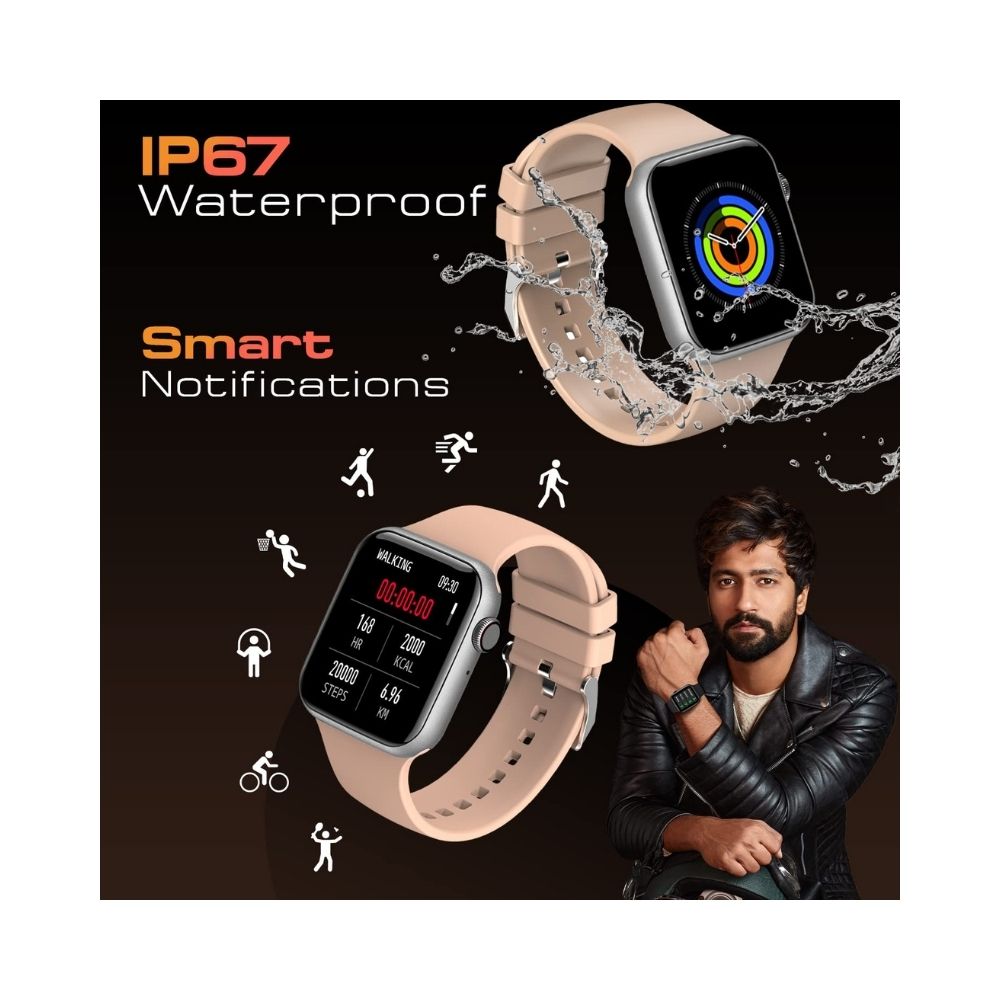 IP67
Waterproof
Smart
Notifications
WALKING
09:30
00:00:00
168
HR
2000
KCAL
20000
STEPS
6.96
KM